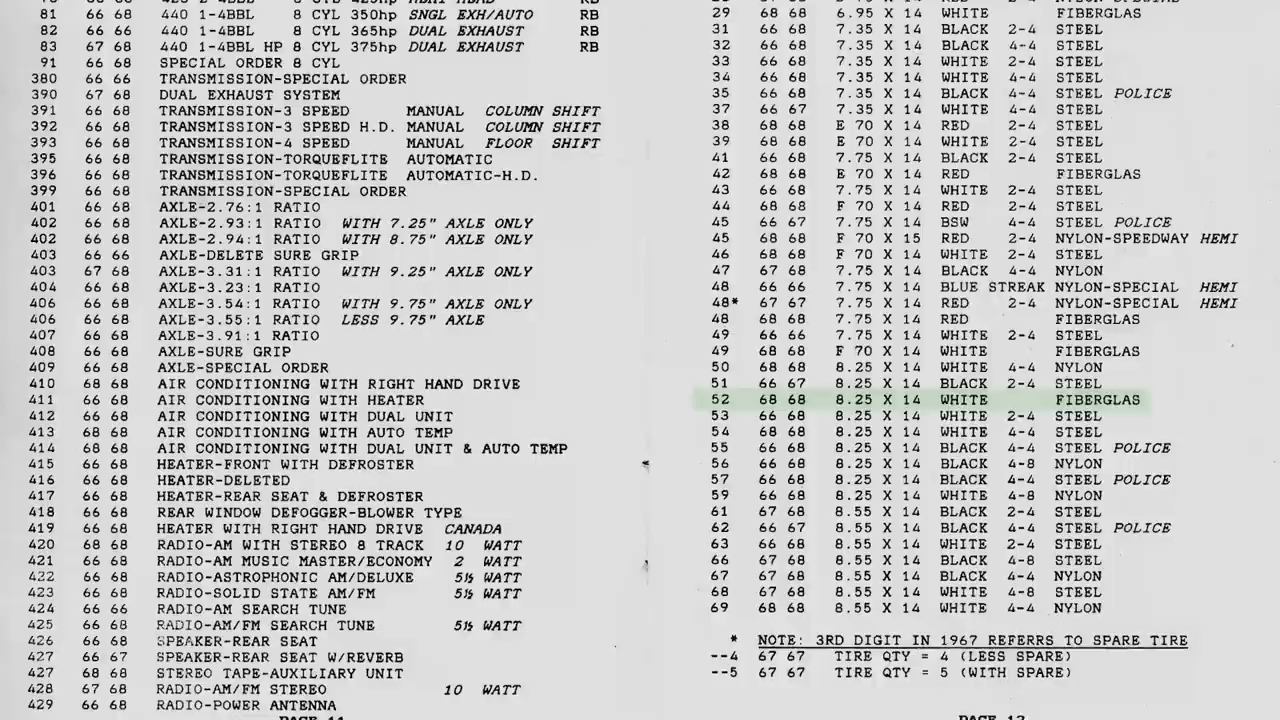 81 66 66 440 1-4BBL 8 CYL 350hp SNGL EXH/AUTO RB
82 66 66 440 1-4BBL 8 CYL 365hp DUAL EXHAUST RB
83 67 68 440 1-4BBL HP 8 CYL 375hp DUAL EXHAUST RB
91 66 68 SPECIAL ORDER 8 CYL
380 66 66 TRANSMISSION-SPECIAL ORDER
390 67 68 DUAL EXHAUST SYSTEM
391 66 68 TRANSMISSION-3 SPEED MANUAL COLUMN SHIFT
392 66 68 TRANSMISSION-3 SPEED H.D. MANUAL COLUMN SHIFT
393 66 68 TRANSMISSION-4 SPEED MANUAL FLOOR SHIFT
395 66 68 TRANSMISSION-TORQUEFLITE AUTOMATIC
396 66 68 TRANSMISSION-TORQUEFLITE AUTOMATIC-H.D.
399 66 68 TRANSMISSION-SPECIAL ORDER
401 66 68 AXLE-2.76:1 RATIO
402 66 68 AXLE-2.93:1 RATIO WITH 7.25" AXLE ONLY
402 66 68 AXLE-2.94:1 RATIO WITH 8.75" AXLE ONLY
403 66 66 AXLE-DELETE SURE GRIP
403 67 68 AXLE-3.31:1 RATIO WITH 9.25" AXLE ONLY
404 66 68 AXLE-3.23:1 RATIO
406 66 68 AXLE-3.54:1 RATIO WITH 9.75" AXLE ONLY
406 66 68 AXLE-3.55:1 RATIO LESS 9.75" AXLE
407 66 68 AXLE-3.91:1 RATIO
408 66 68 AXLE-SURE GRIP
409 66 68 AXLE-SPECIAL ORDER
410 68 68 AIR CONDITIONING WITH RIGHT HAND DRIVE
411 66 68 AIR CONDITIONING WITH HEATER
412 66 68 AIR CONDITIONING WITH DUAL UNIT
413 66 68 AIR CONDITIONING WITH AUTO TEMP
414 68 68 AIR CONDITIONING WITH DUAL UNIT & AUTO TEMP
415 66 68 HEATER-FRONT WITH DEFROSTER
416 66 68 HEATER-DELETED
417 66 68 HEATER-REAR SEAT & DEFROSTER
418 66 68 REAR WINDOW DEFOGGER-BLOWER TYPE
419 66 68 HEATER WITH RIGHT HAND DRIVE CANADA
420 68 68 RADIO-AM WITH STEREO 8 TRACK 10 WATT
421 66 68 RADIO-AM MUSIC MASTER/ECONOMY 2 WATT
422 66 68 RADIO-ASTROPHONIC AM/DELUXE 5½ WATT
423 66 68 RADIO-SOLID STATE AM/FM 5½ WATT
424 66 66 RADIO-AM SEARCH TUNE
425 66 68 RADIO-AM/FM SEARCH TUNE 5½ WATT
426 66 68 SPEAKER-REAR SEAT
427 66 67 SPEAKER-REAR SEAT W/REVERB
427 68 68 STEREO TAPE-AUXILIARY UNIT
428 67 68 RADIO-AM/FM STEREO 10 WATT
429 66 68 RADIO-POWER ANTENNA
PAGE 11
29 68 68 6.95 X 14 WHITE FIBERGLAS
31 66 68 7.35 X 14 BLACK 2-4 STEEL
32 66 68 7.35 X 14 BLACK 4-4 STEEL
33 66 68 7.35 X 14 WHITE 2-4 STEEL
34 66 68 7.35 X 14 WHITE 4-4 STEEL
35 66 68 7.35 X 14 BLACK 4-4 STEEL POLICE
37 66 67 7.35 X 14 WHITE 4-4 STEEL
38 68 68 E 70 X 14 RED 2-4 STEEL
39 68 68 E 70 X 14 WHITE 2-4 STEEL
41 66 68 7.75 X 14 BLACK 2-4 STEEL
42 68 68 E 70 X 14 RED FIBERGLAS
43 66 68 7.75 X 14 WHITE 2-4 STEEL
44 68 68 F 70 X 14 RED 2-4 STEEL
45 66 67 7.75 X 14 BSW 4-4 STEEL POLICE
45 68 68 F 70 X 15 RED 2-4 NYLON-SPEEDWAY HEMI
46 68 68 F 70 X 14 WHITE 2-4 STEEL
47 67 68 7.75 X 14 BLACK 4-4 NYLON
48 66 66 7.75 X 14 BLUE STREAK NYLON-SPECIAL HEMI
48* 67 67 7.75 X 14 RED 2-4 NYLON-SPECIAL HEMI
48 68 68 7.75 X 14 RED FIBERGLAS
49 66 66 7.75 X 14 WHITE 2-4 STEEL
49 68 68 F 70 X 14 WHITE FIBERGLAS
50 68 68 8.25 X 14 WHITE 4-4 NYLON
51 66 67 8.25 X 14 BLACK 2-4 STEEL
52 68 68 8.25 X 14 WHITE FIBERGLAS
53 66 68 8.25 X 14 WHITE 2-4 STEEL
54 68 68 8.25 X 14 WHITE 4-4 STEEL
55 66 68 8.25 X 14 BLACK 4-4 STEEL POLICE
56 66 68 8.25 X 14 BLACK 4-8 NYLON
57 66 68 8.25 X 14 BLACK 4-4 STEEL POLICE
59 66 68 8.25 X 14 WHITE 4-8 NYLON
61 67 68 8.55 X 14 BLACK 2-4 STEEL
62 66 67 8.55 X 14 BLACK 4-4 STEEL POLICE
63 66 68 8.55 X 14 WHITE 2-4 STEEL
66 66 68 8.55 X 14 BLACK 4-8 STEEL
67 67 68 8.55 X 14 BLACK 4-4 NYLON
68 67 68 8.55 X 14 WHITE 4-8 STEEL
69 68 68 8.55 X 14 WHITE 4-4 NYLON
* NOTE: 3RD DIGIT IN 1967 REFERRS TO SPARE TIRE
--4 67 67 TIRE QTY = 4 (LESS SPARE)
--5 67 67 TIRE QTY = 5 (WITH SPARE)
PAGE 12